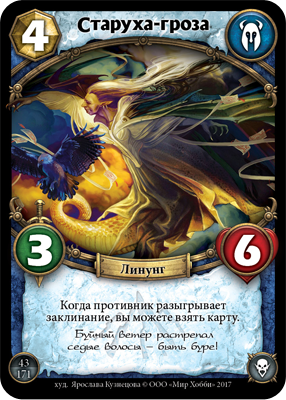 4
Старуха-гроза
3
Линунг
6
Когда противник разыгрывает
заклинание, вы можете взять карту.
Буйный ветер растрепал
седые волосы – быть буре!
43
171
худ. Ярослава Кузнецова © ООО «Мир Хобби» 2017